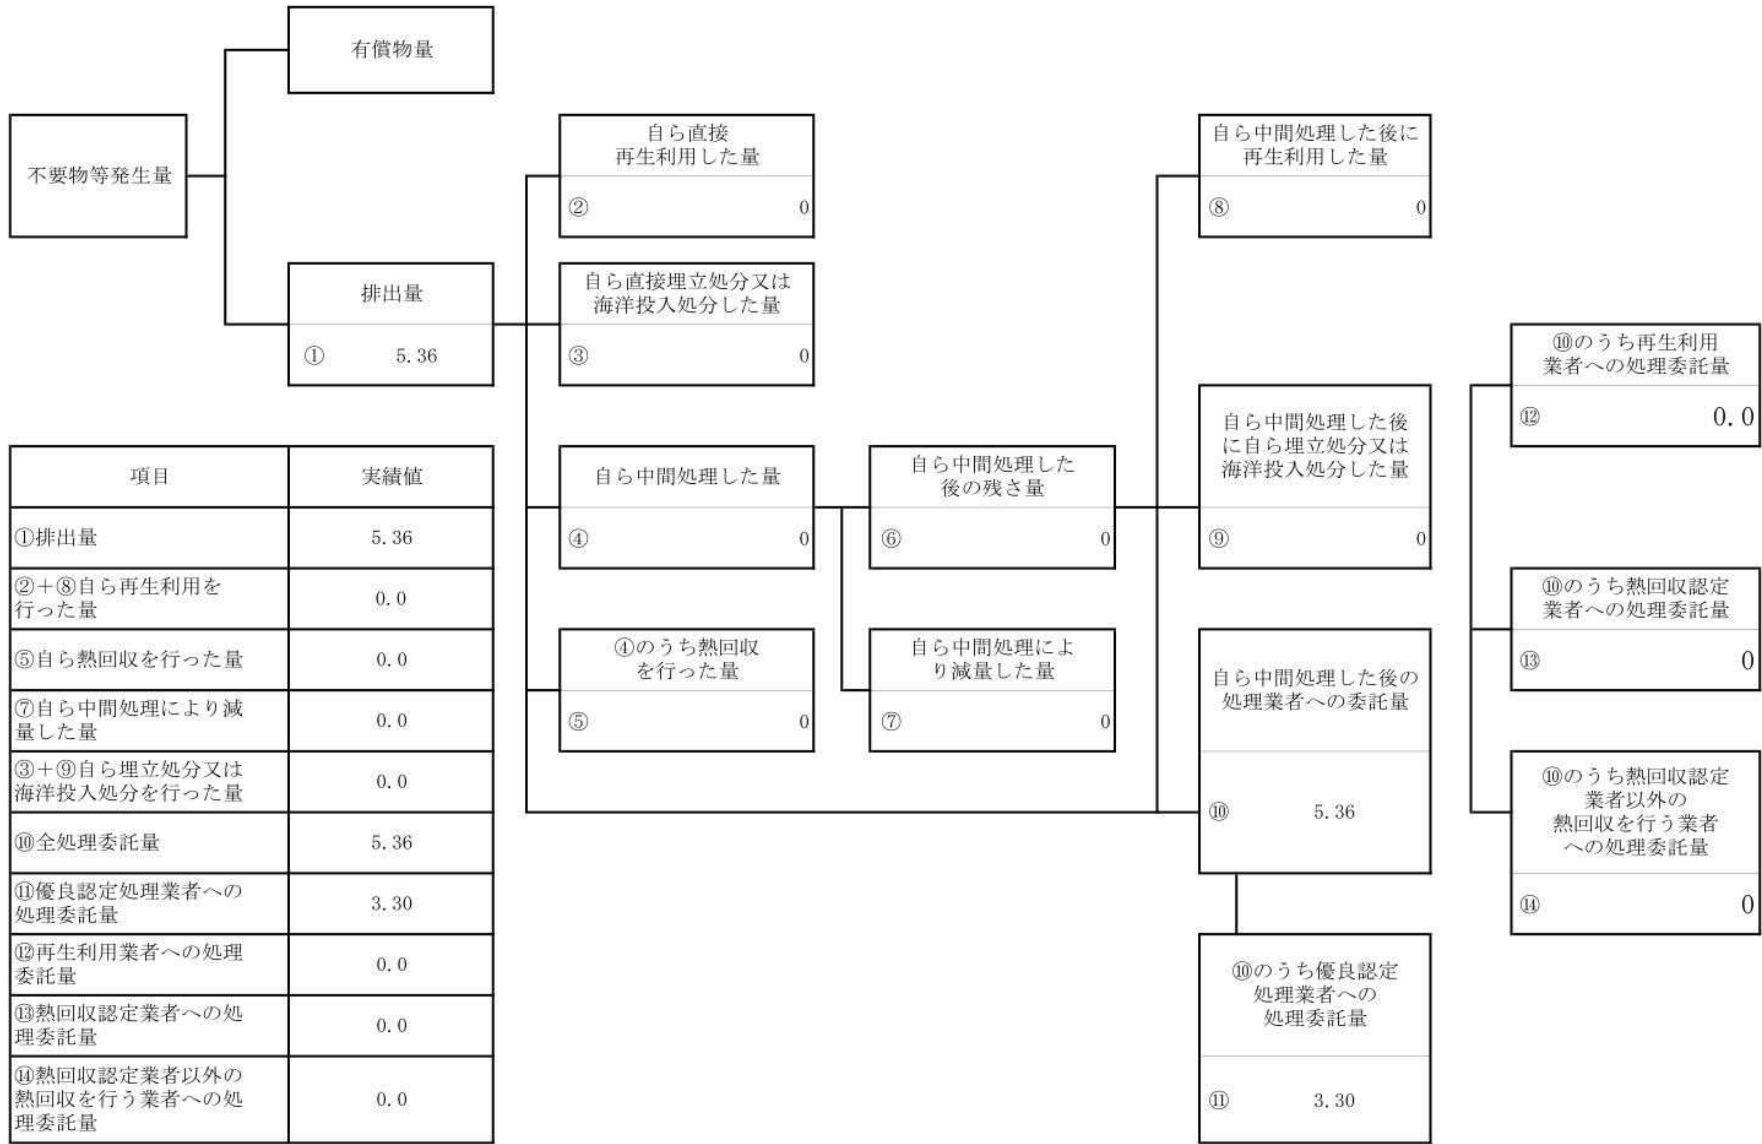 有償物量
不要物等発生量
排出量
① 5.36
自ら直接
再生利用した量
② 0
自ら直接埋立処分又は
海洋投入処分した量
③ 0
自ら中間処理した量
④ 0
④のうち熱回収
を行った量
⑤ 0
自ら中間処理した
後の残さ量
⑥ 0
自ら中間処理によ
り減量した量
⑦ 0
自ら中間処理した後に
再生利用した量
⑧ 0
自ら中間処理した後
に自ら埋立処分又は
海洋投入処分した量
⑨ 0
自ら中間処理した後の
処理業者への委託量
⑩ 5.36
⑩のうち優良認定
処理業者への
処理委託量
⑪ 3.30
⑩のうち再生利用
業者への処理委託量
⑫ 0.0
⑩のうち熱回収認定
業者への処理委託量
⑬ 0
⑩のうち熱回収認定
業者以外の
熱回収を行う業者
への処理委託量
⑭ 0
項目 実績値
①排出量 5.36
②+⑧自ら再生利用を
行った量 0.0
⑤自ら熱回収を行った量 0.0
⑦自ら中間処理により減
量した量 0.0
③+⑨自ら埋立処分又は
海洋投入処分を行った量 0.0
⑩全処理委託量 5.36
⑪優良認定処理業者への
処理委託量 3.30
⑫再生利用業者への処理
委託量 0.0
⑬熱回収認定業者への処
理委託量 0.0
⑭熱回収認定業者以外の
熱回収を行う業者への処
理委託量 0.0